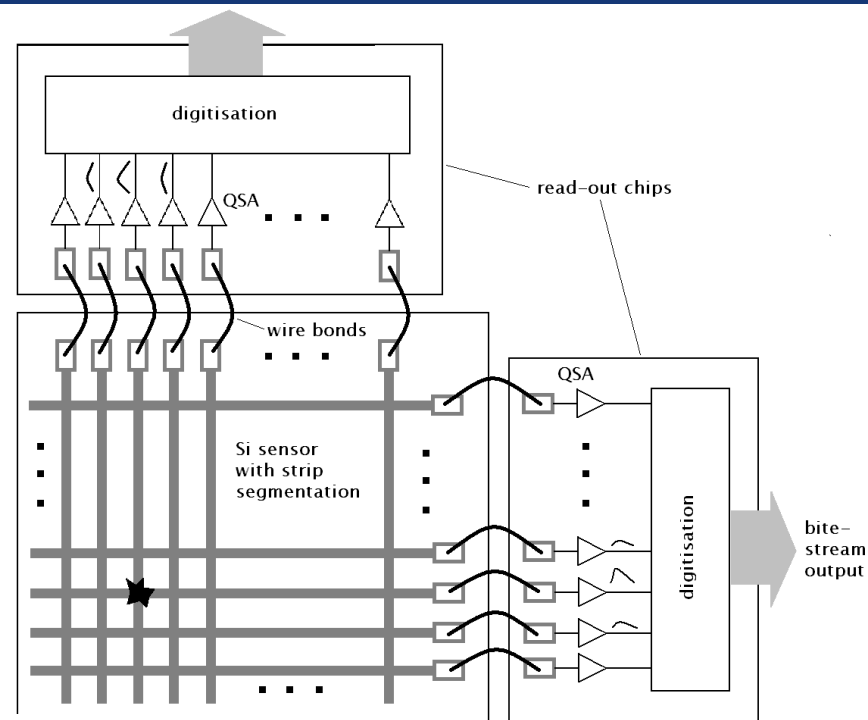 digitisation
QSA
read-out chips
wire bonds
QSA
Si sensor
with strip
segmentation
digitisation
bite-
stream
output